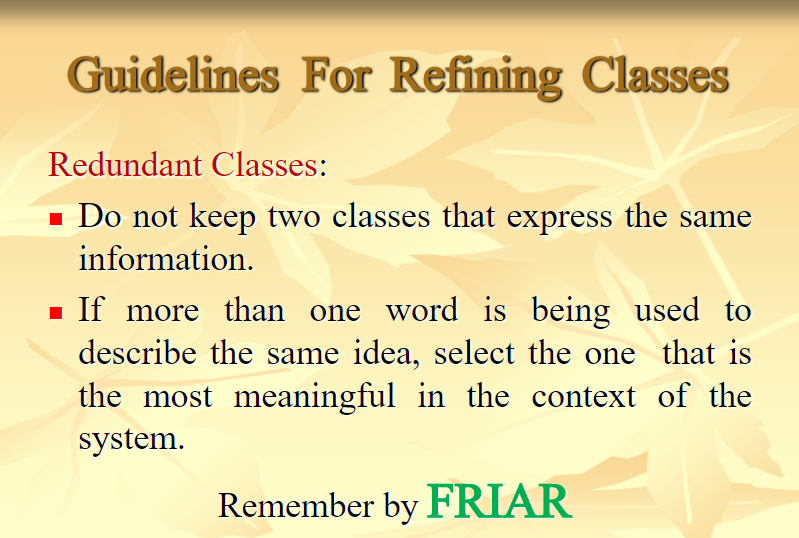 Guidelines For Refining Classes
Redundant Classes:
Do not keep two classes that express the same
information.
If more than one word is being used to
describe the same idea, select the one that is
the most meaningful in the context of the
system.
Remember by FRIAR